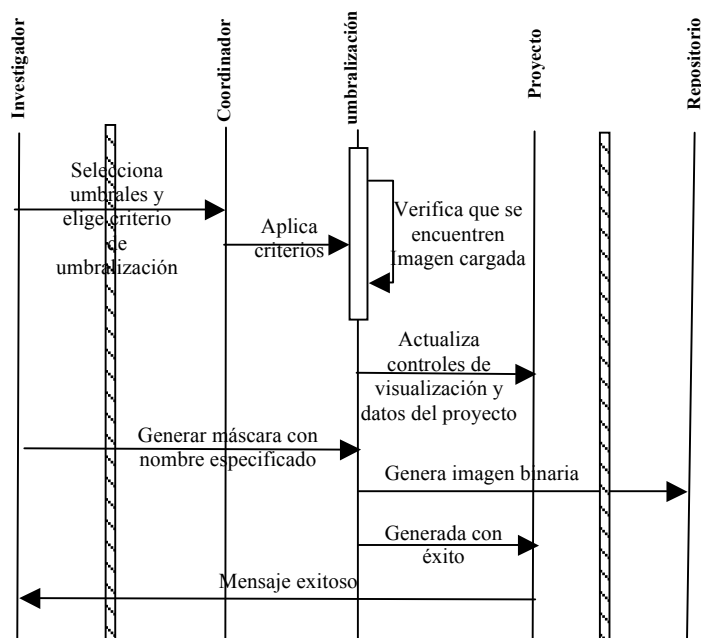 Investigador
Coordinador
umbralización
Proyecto
Repositorio
Selecciona
umbrales y
elige criterio
de
umbralización
Aplica
criterios
Verifica que se
encuentren
Imagen cargada
Actualiza
controles de
visualización y
datos del proyecto
Generar máscara con
nombre especificado
Genera imagen binaria
Generada con
éxito
Mensaje exitoso